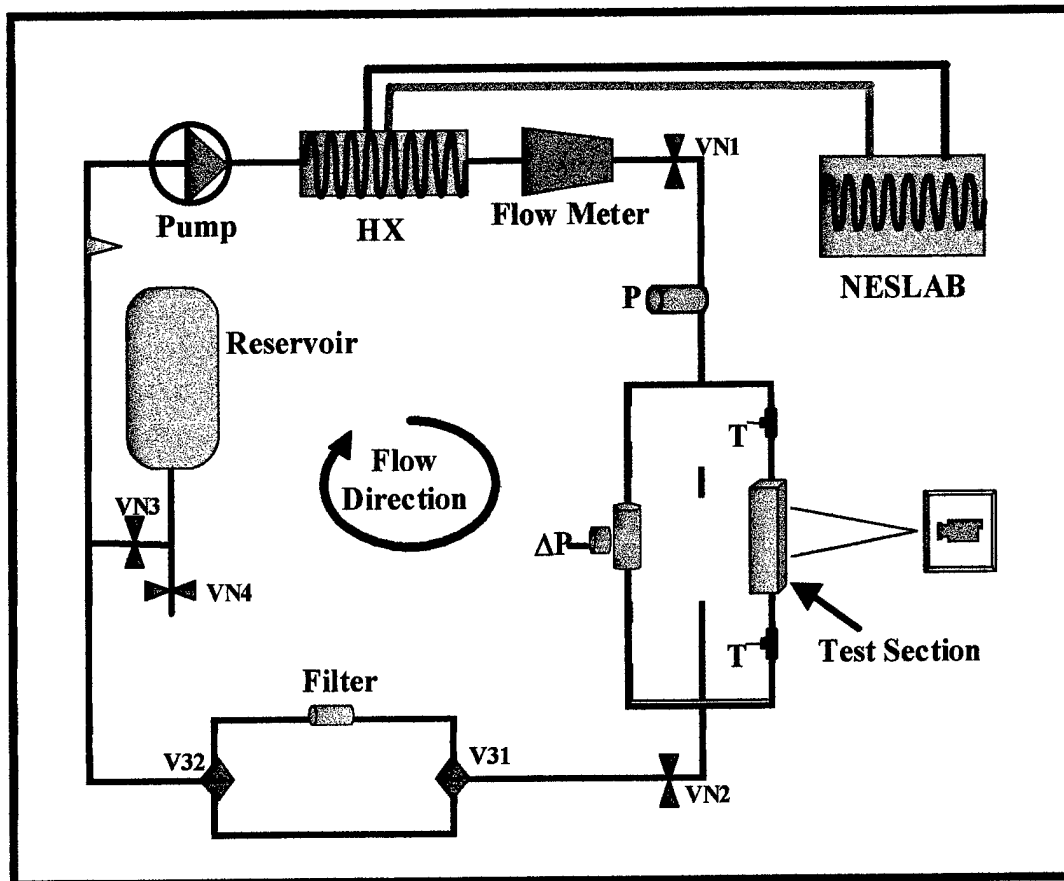 VN1
Pump
HX
Flow Meter
NESLAB
P
Reservoir
T
Flow
Direction
VN3
ΔP
VN4
T
Test Section
Filter
V32
V31
VN2